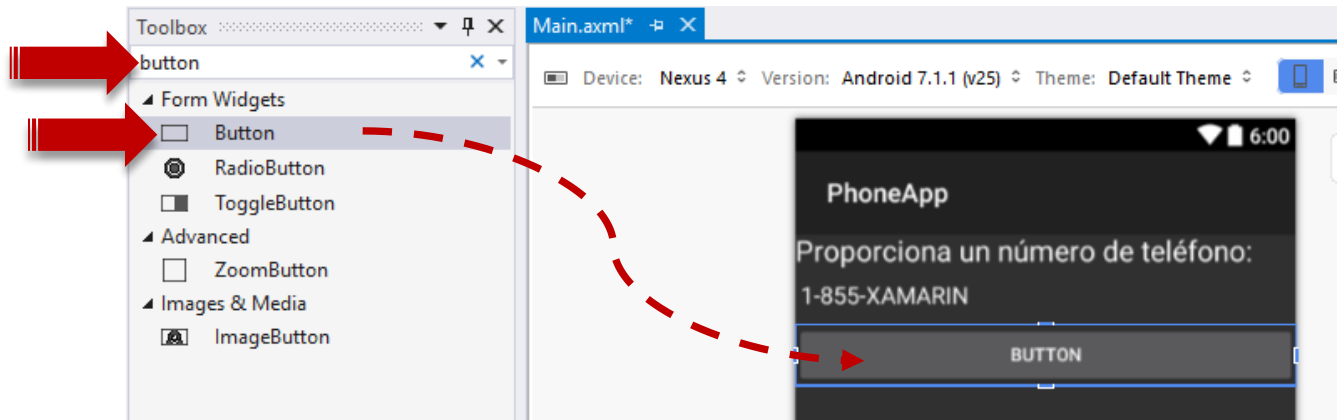 Toolbox
button
Form Widgets
Button
RadioButton
ToggleButton
Advanced
ZoomButton
Images & Media
ImageButton
Main.axml*
Device: Nexus 4 Version: Android 7.1.1 (v25) Theme: Default Theme
6:00
PhoneApp
Proporciona un número de teléfono:
1-855-XAMARIN
BUTTON